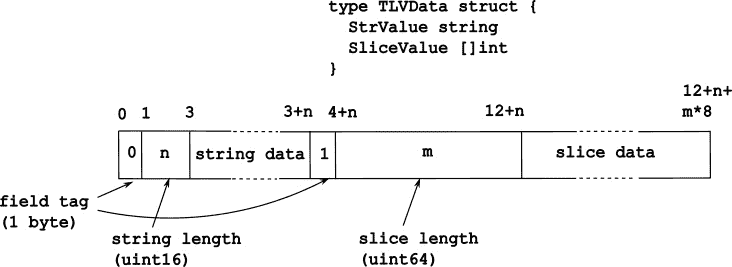 type TLVData struct {
StrValue string
SliceValue []int
}
0 1 3 3+n 4+n 12+n 12+n+
m*8
0 n string data 1 m slice data
field tag
(1 byte)
string length
(uint16)
slice length
(uint64)